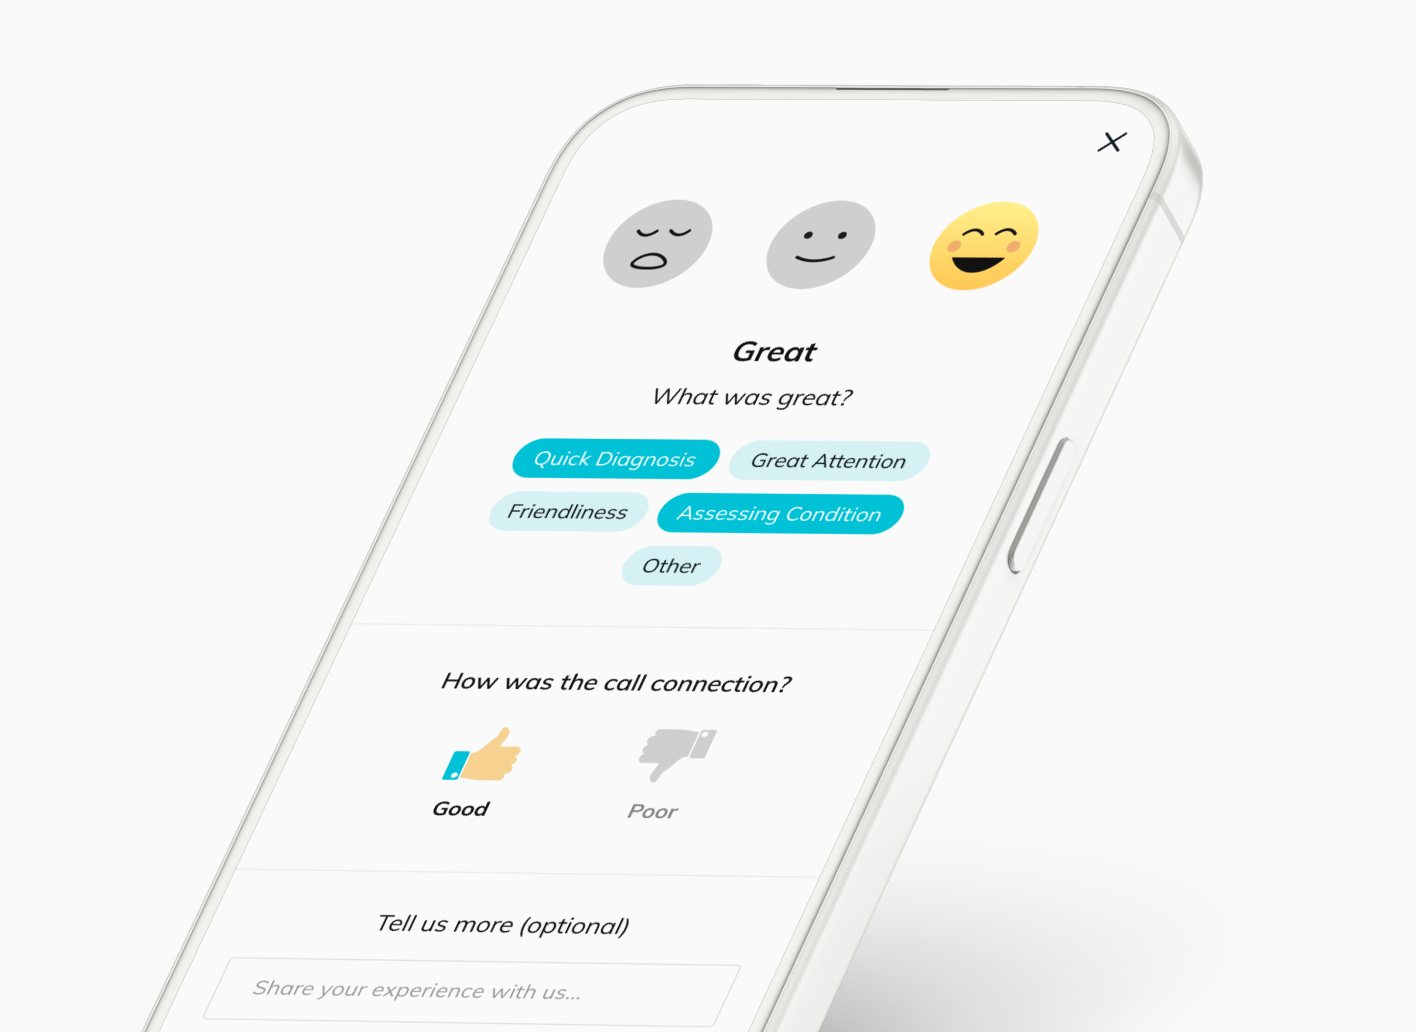 Great
What was great?
Quick Diagnosis Great Attention
Friendliness Assessing Condition
Other
How was the call connection?
Good Poor
Tell us more (optional)
Share your experience with us...